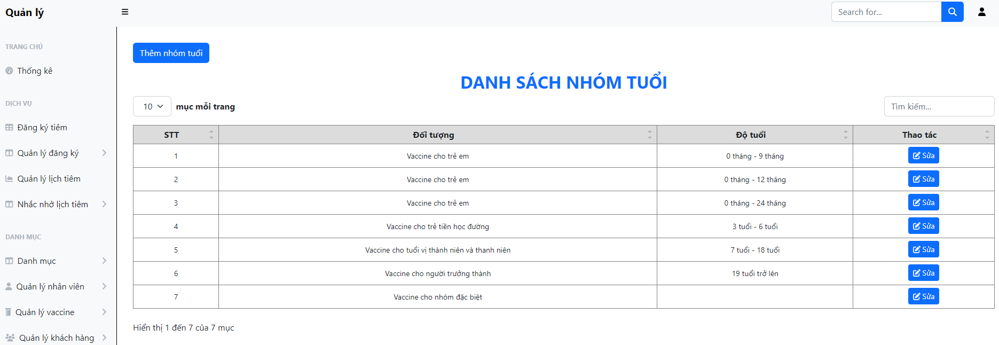 Quản lý
Search for...
TRANG CHỦ
Thống kê
DỊCH VỤ
Đăng ký tiêm
Quản lý đăng ký
Quản lý lịch tiêm
Nhắc nhở lịch tiêm
DANH MỤC
Danh mục
Quản lý nhân viên
Quản lý vaccine
Quản lý khách hàng
Thêm nhóm tuổi
DANH SÁCH NHÓM TUỔI
10 mục mỗi trang
Tìm kiếm...
STT Đối tượng Độ tuổi Thao tác
1 Vaccine cho trẻ em 0 tháng - 9 tháng Sửa
2 Vaccine cho trẻ em 0 tháng - 12 tháng Sửa
3 Vaccine cho trẻ em 0 tháng - 24 tháng Sửa
4 Vaccine cho trẻ tiền học đường 3 tuổi - 6 tuổi Sửa
5 Vaccine cho tuổi vị thành niên và thanh niên 7 tuổi - 18 tuổi Sửa
6 Vaccine cho người trưởng thành 19 tuổi trở lên Sửa
7 Vaccine cho nhóm đặc biệt Sửa
Hiển thị 1 đến 7 của 7 mục